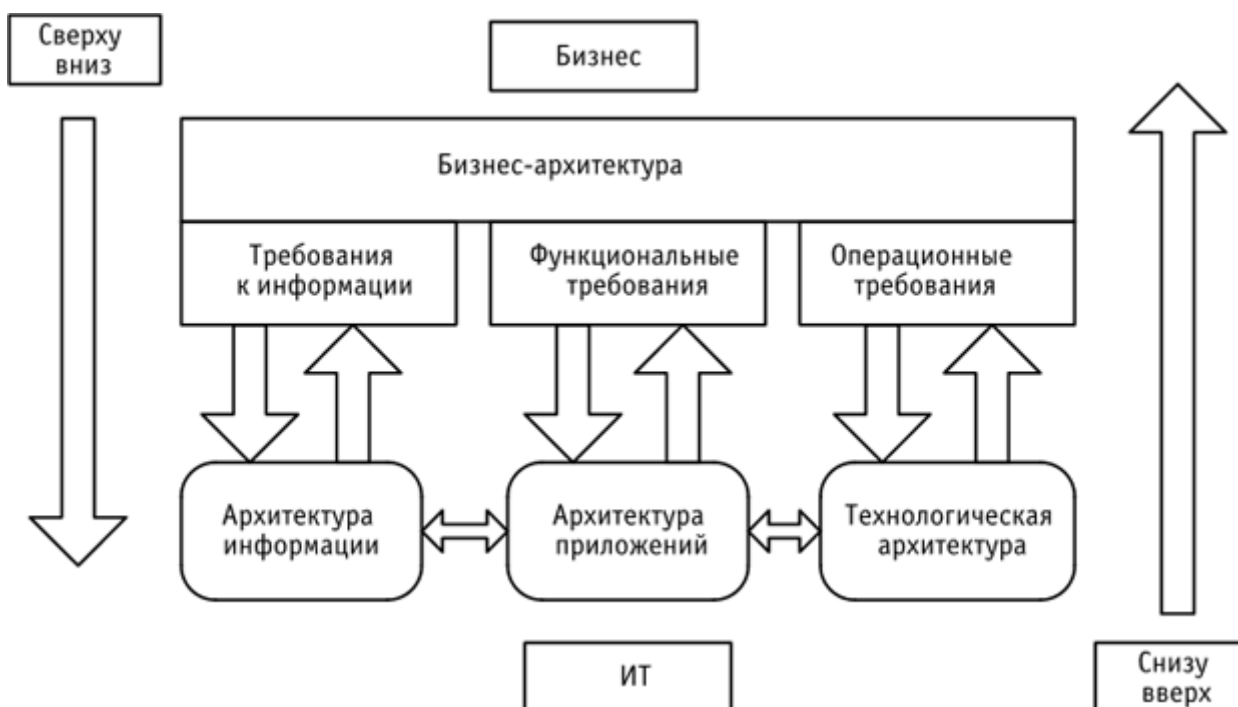 Сверху
вниз
Бизнес
Бизнес-архитектура
Требования
к информации
Функциональные
требования
Операционные
требования
Архитектура
информации
Архитектура
приложений
Технологическая
архитектура
ИТ
Снизу
вверх